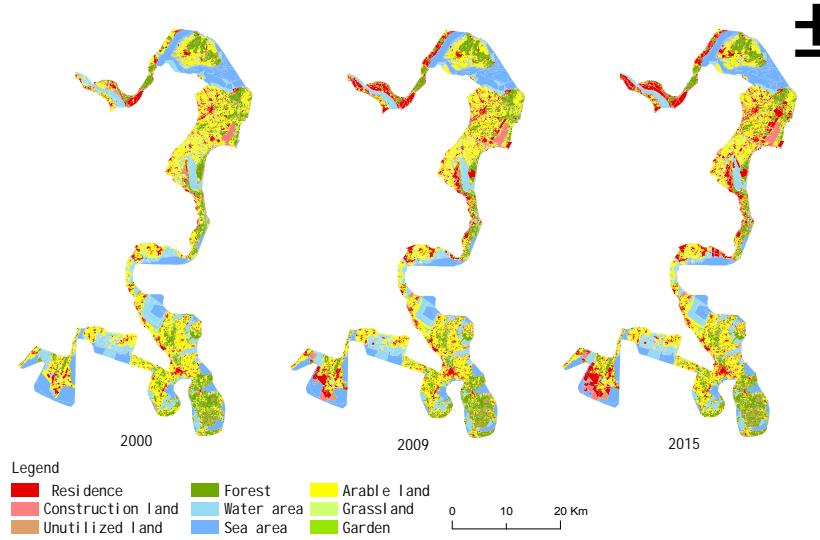 2000
2009
2015
Legend
Residence
Forest
Arable land
Construction land
Water area
Grassland
Unutilized land
Sea area
Garden
0 10 20 Km